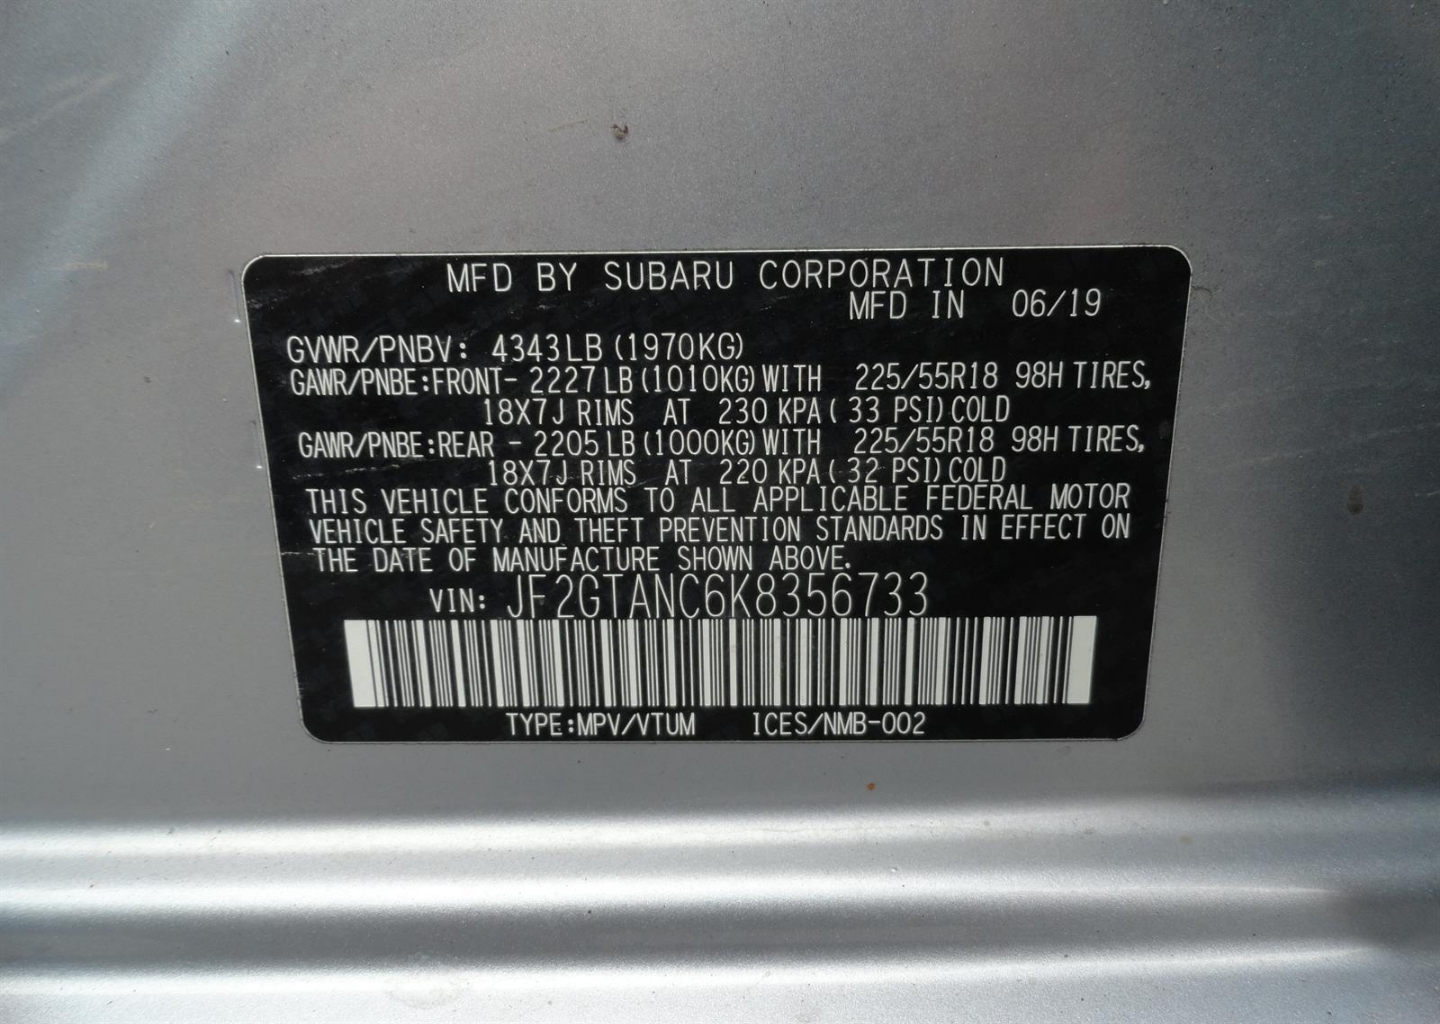 MFD BY SUBARU CORPORATION
MFD IN 06/19
GVWR/PNBV: 4343LB (1970KG)
GAWR/PNBE:FRONT- 2227LB (1010KG) WITH 225/55R18 98H TIRES,
18X7J RIMS AT 230 KPA( 33 PSI) COLD
GAWR/PNBE:REAR - 2205LB (1000KG) WITH 225/55R18 98H TIRES,
18X7J RIMS AT 220 KPA( 32 PSI) COLD
THIS VEHICLE CONFORMS TO ALL APPLICABLE FEDERAL MOTOR
VEHICLE SAFETY AND THEFT PREVENTION STANDARDS IN EFFECT ON
THE DATE OF MANUFACTURE SHOWN ABOVE.
VIN: JF2GTANC6K8356733
TYPE:MPV/VTUM ICES/NMB-002